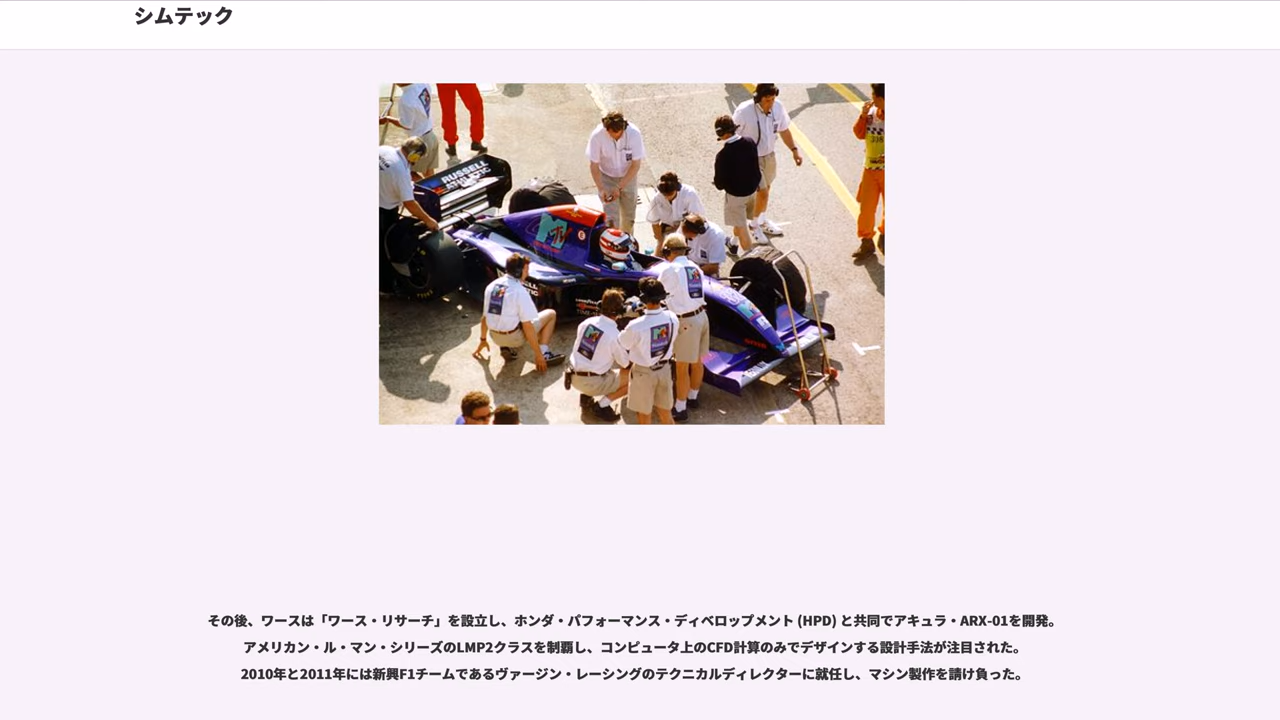 シムテック
RUSSELL
ATHLETIC
MTV
その後、ワースは「ワース・リサーチ」を設立し、ホンダ・パフォーマンス・ディベロップメント (HPD) と共同でアキュラ・ARX-01を開発。
アメリカン・ル・マン・シリーズのLMP2クラスを制覇し、コンピュータ上のCFD計算のみでデザインする設計手法が注目された。
2010年と2011年には新興F1チームであるヴァージン・レーシングのテクニカルディレクターに就任し、マシン製作を請け負った。